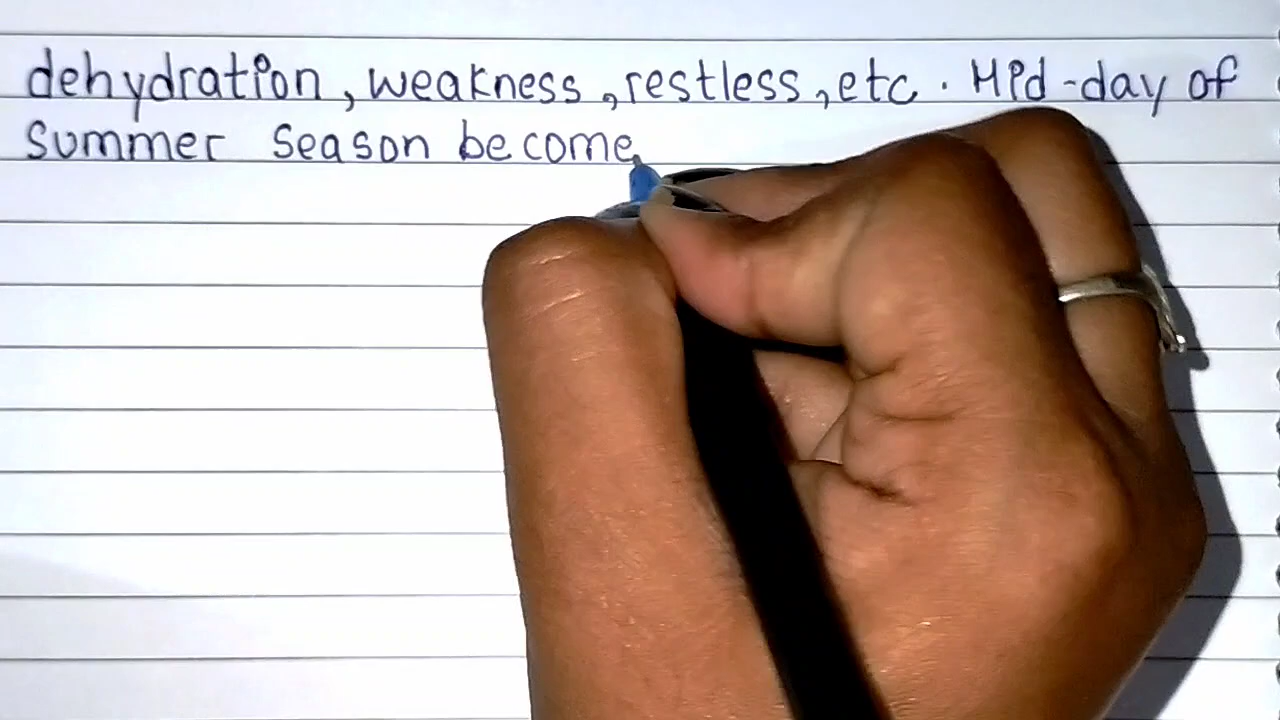 dehydration, weakness, restless, etc. Mid-day of
Summer Season become